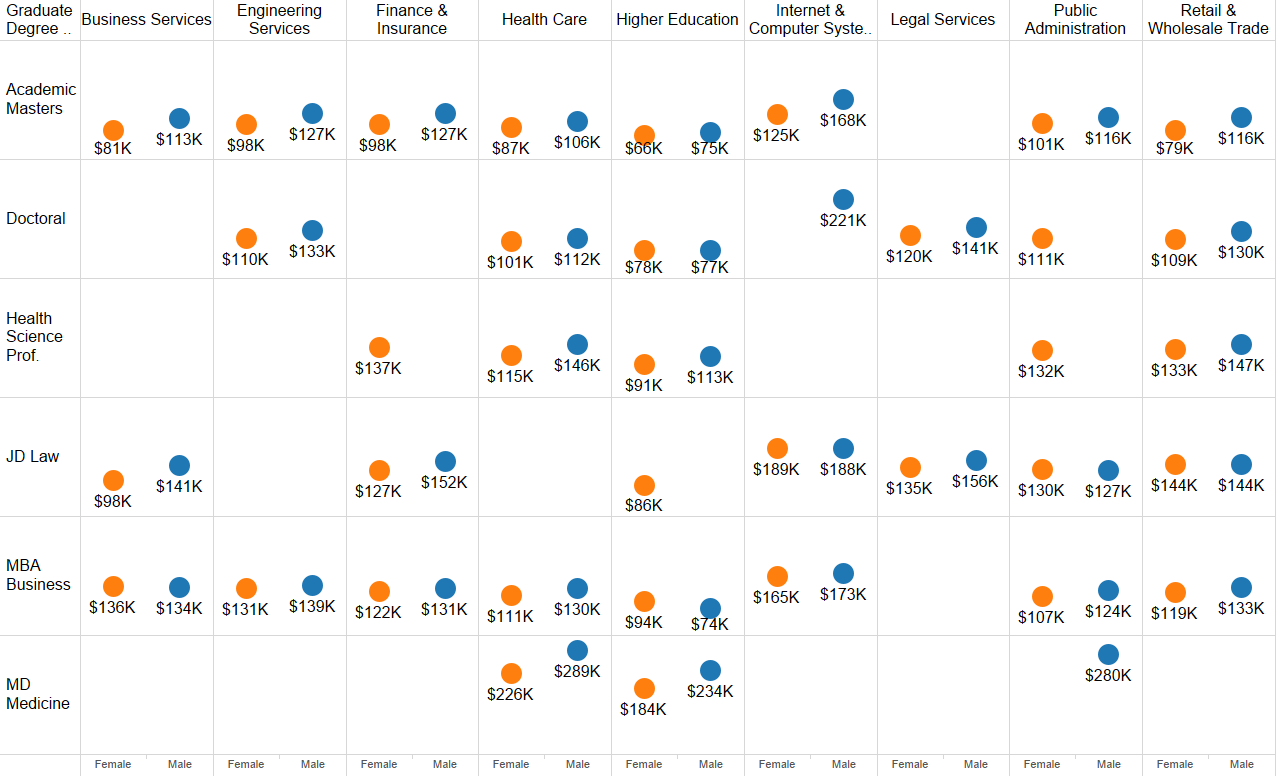 Graduate
Degree ..
Business Services
Engineering
Services
Finance &
Insurance
Health Care
Higher Education
Internet &
Computer Syste..
Legal Services
Public
Administration
Retail &
Wholesale Trade
Academic
Masters
$81K $113K $98K $127K $98K $127K $87K $106K $66K $75K $125K $168K $101K $116K $79K $116K
Doctoral
$110K $133K $101K $112K $78K $77K $221K $120K $141K $111K $109K $130K
Health
Science
Prof.
$137K $115K $146K $91K $113K $132K $133K $147K
JD Law
$98K $141K $127K $152K $86K $189K $188K $135K $156K $130K $127K $144K $144K
MBA
Business
$136K $134K $131K $139K $122K $131K $111K $130K $94K $74K $165K $173K $107K $124K $119K $133K
MD
Medicine
$226K $289K $184K $234K $280K
Female Male Female Male Female Male Female Male Female Male Female Male Female Male Female Male Female Male